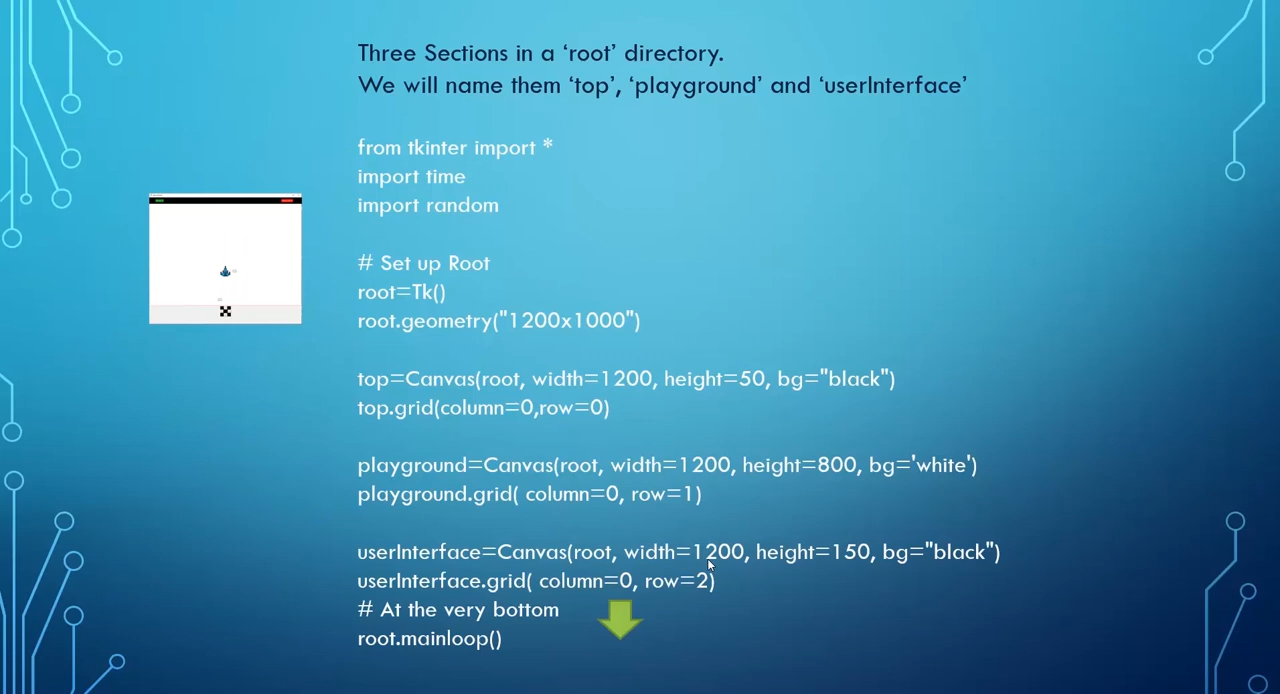 Three Sections in a ‘root’ directory.
We will name them ‘top’, ‘playground’ and ‘userInterface’
from tkinter import *
import time
import random
# Set up Root
root=Tk()
root.geometry("1200x1000")
top=Canvas(root, width=1200, height=50, bg="black")
top.grid(column=0,row=0)
playground=Canvas(root, width=1200, height=800, bg='white')
playground.grid( column=0, row=1)
userInterface=Canvas(root, width=1200, height=150, bg="black")
userInterface.grid( column=0, row=2)
# At the very bottom
root.mainloop()